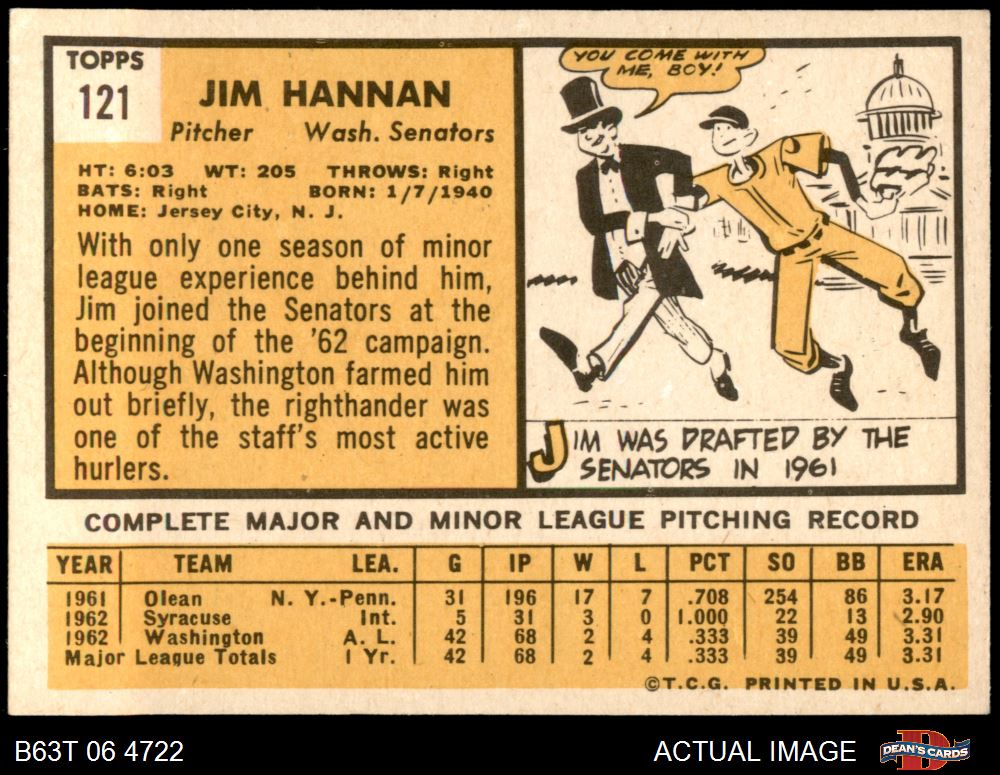 TOPPS
121
JIM HANNAN
Pitcher Wash. Senators
HT: 6:03 WT: 205 THROWS: Right
BATS: Right BORN: 1/7/1940
HOME: Jersey City, N. J.
With only one season of minor
league experience behind him,
Jim joined the Senators at the
beginning of the '62 campaign.
Although Washington farmed him
out briefly, the righthander was
one of the staff's most active
hurlers.
YOU COME WITH
ME, BOY!
JIM WAS DRAFTED BY THE
SENATORS IN 1961
COMPLETE MAJOR AND MINOR LEAGUE PITCHING RECORD
YEAR TEAM LEA. G IP W L PCT SO BB ERA
1961 Olean N. Y.-Penn. 31 196 17 7 .708 254 86 3.17
1962 Syracuse Int. 5 31 3 0 1.000 22 13 2.90
1962 Washington A. L. 42 68 2 4 .333 39 49 3.31
Major League Totals 1 Yr. 42 68 2 4 .333 39 49 3.31
©T.C.G. PRINTED IN U.S.A.
B63T 06 4722
ACTUAL IMAGE
D
DEAN'S CARDS